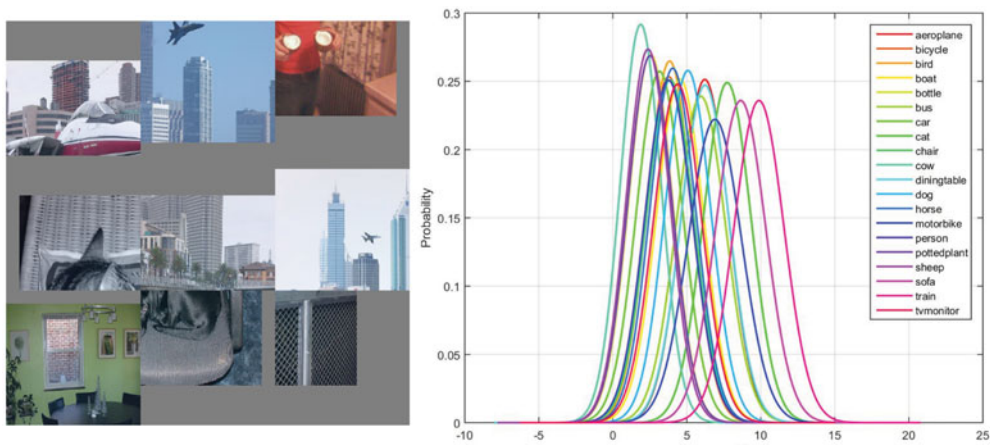 0.3
0.25
0.2
0.15
0.1
0.05
0
Probability
-10
-5
0
5
10
15
20
25
aeroplane
bicycle
bird
boat
bottle
bus
car
cat
chair
cow
diningtable
dog
horse
motorbike
person
pottedplant
sheep
sofa
train
tvmonitor